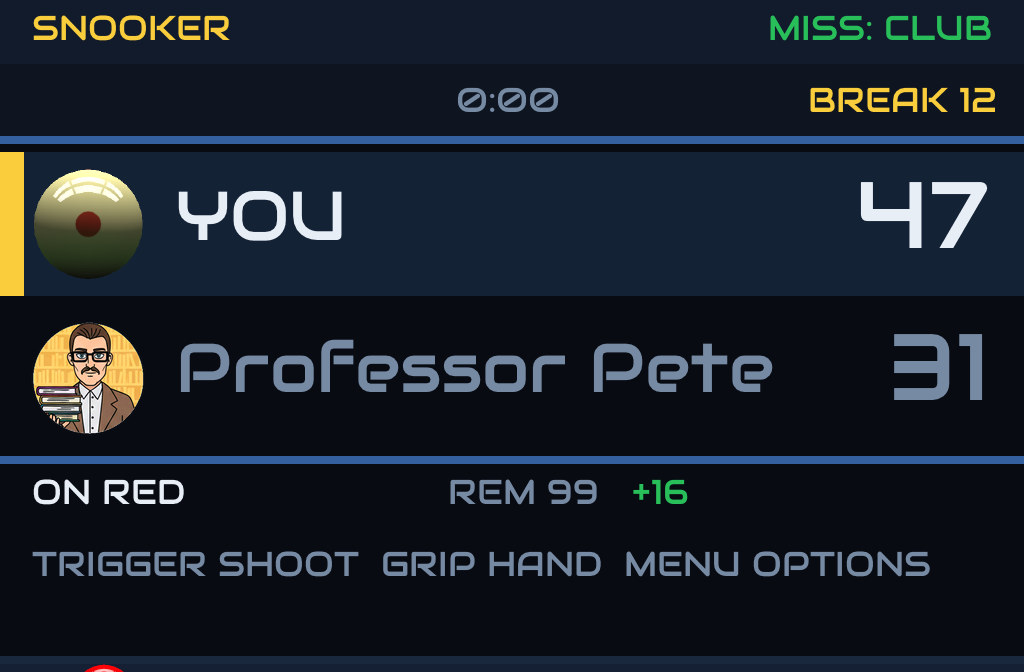 SNOOKER MISS: CLUB
0:00 BREAK 12
YOU 47
Professor Pete 31
ON RED REM 99 +16
TRIGGER SHOOT GRIP HAND MENU OPTIONS